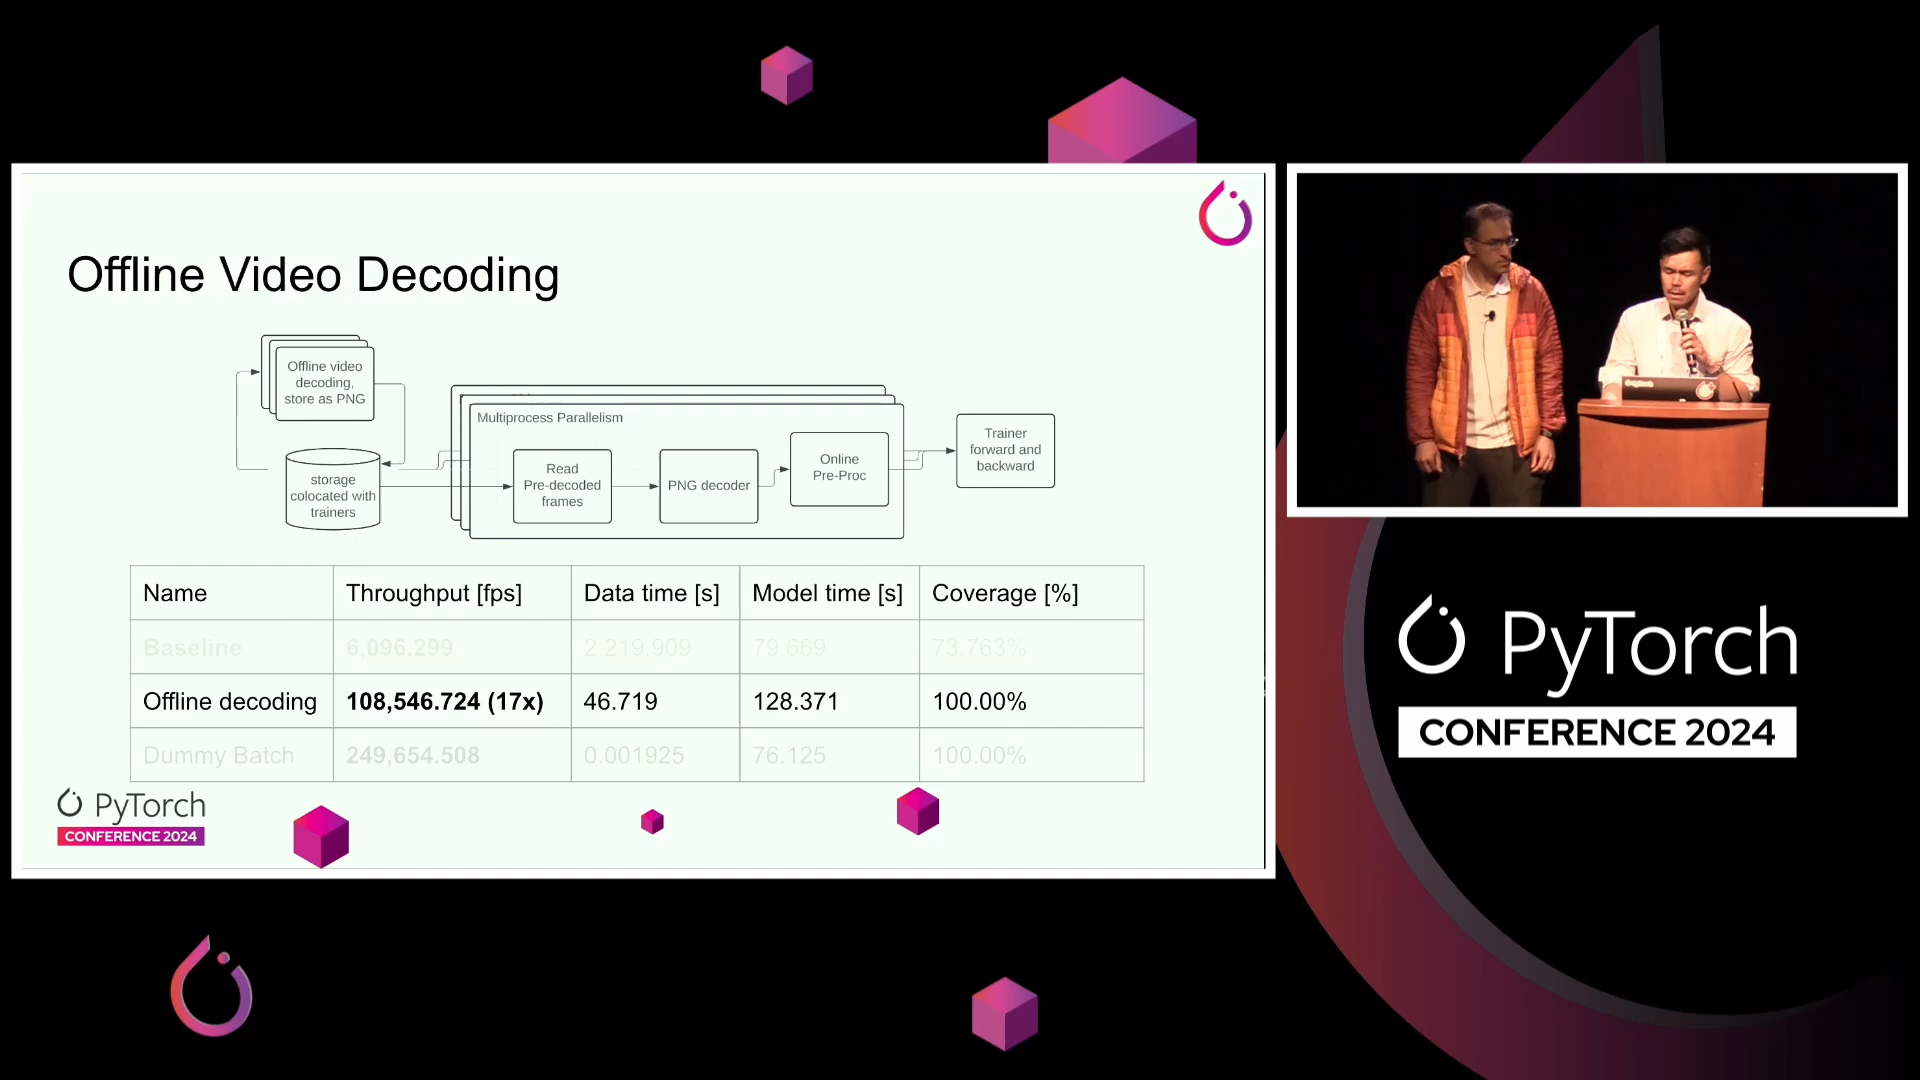 Offline Video Decoding
Offline video
decoding,
store as PNG
storage
colocated with
trainers
Multiprocess Parallelism
Read
Pre-decoded
frames
PNG decoder
Online
Pre-Proc
Trainer
forward and
backward
Name Throughput [fps] Data time [s] Model time [s] Coverage [%]
Baseline 6,096.299 2.219.909 79.669 73.763%
Offline decoding 108,546.724 (17x) 46.719 128.371 100.00%
Dummy Batch 249,654.508 0.001925 76.125 100.00%
PyTorch
CONFERENCE 2024
PyTorch
CONFERENCE 2024